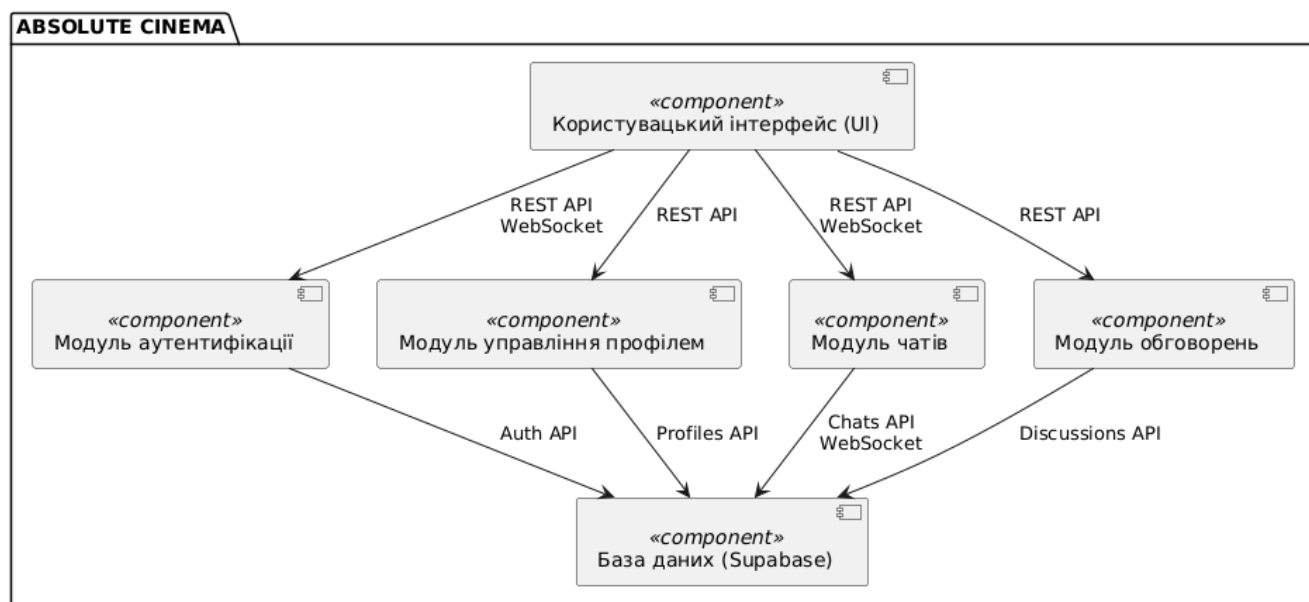 ABSOLUTE CINEMA
«component»
Користувацький інтерфейс (UI)
REST API
WebSocket
REST API
REST API
WebSocket
REST API
«component»
Модуль аутентифікації
«component»
Модуль управління профілем
«component»
Модуль чатів
«component»
Модуль обговорень
Auth API
Profiles API
Chats API
WebSocket
Discussions API
«component»
База даних (Supabase)